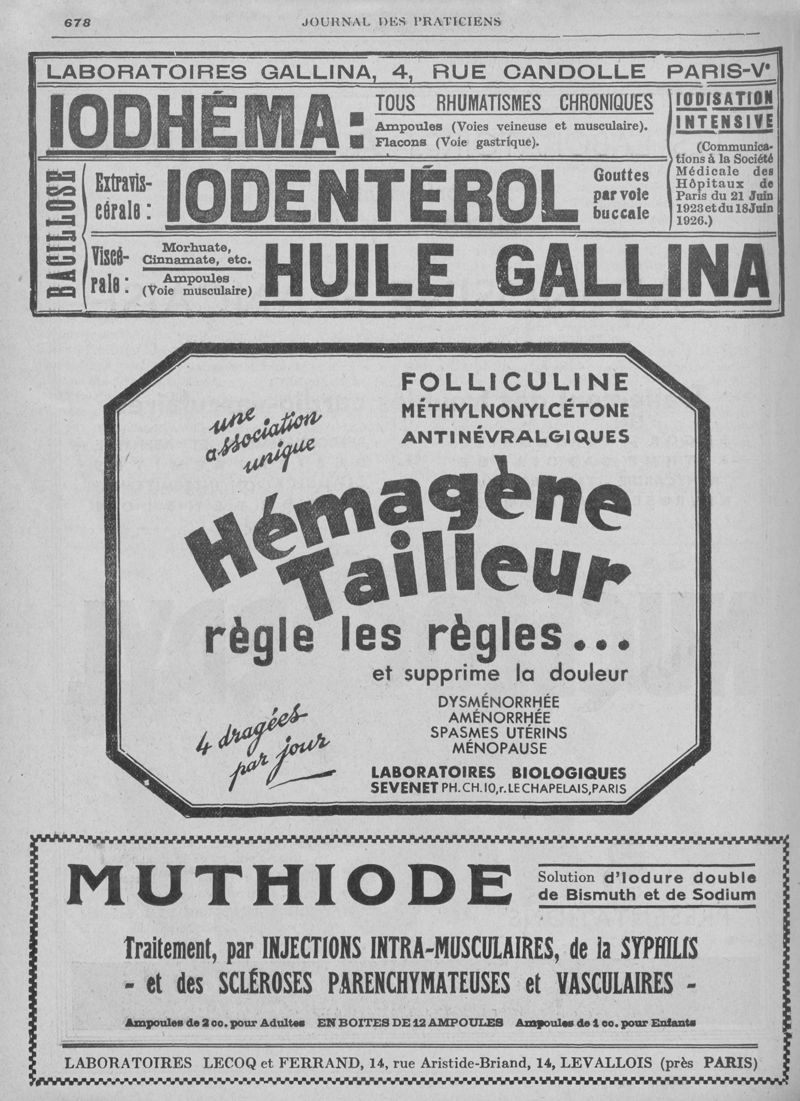 678
JOURNAL DES PRATICIENS
LABORATOIRES GALLINA, 4, RUE CANDOLLE PARIS-Vᵉ
IODHÉMA:
TOUS RHUMATISMES CHRONIQUES
Ampoules (Voies veineuse et musculaire).
Flacons (Voie gastrique).
IODISATION
INTENSIVE
(Communica-
tions à la Société
Médicale des
Hôpitaux de
Paris du 21 Juin
1923 et du 18 Juin
1926.)
BACILLOSE
Extravis-
cérale :
IODENTÉROL
Gouttes
par voie
buccale
Viscé-
rale :
Morhuate,
Cinnamate, etc.
Ampoules
(Voie musculaire)
HUILE GALLINA
une
association
unique
FOLLICULINE
MÉTHYLNONYLCÉTONE
ANTINÉVRALGIQUES
Hémagène
Tailleur
règle les règles...
et supprime la douleur
4 dragées
par jour
DYSMÉNORRHÉE
AMÉNORRHÉE
SPASMES UTÉRINS
MÉNOPAUSE
LABORATOIRES BIOLOGIQUES
SEVENET PH. CH. 10, r. LE CHAPELAIS, PARIS
MUTHIODE
Solution d'Iodure double
de Bismuth et de Sodium
Traitement, par INJECTIONS INTRA-MUSCULAIRES, de la SYPHILIS
- et des SCLÉROSES PARENCHYMATEUSES et VASCULAIRES -
Ampoules de 2 cc. pour Adultes EN BOITES DE 12 AMPOULES Ampoules de 1 cc. pour Enfants
LABORATOIRES LECOQ et FERRAND, 14, rue Aristide-Briand, 14, LEVALLOIS (près PARIS)